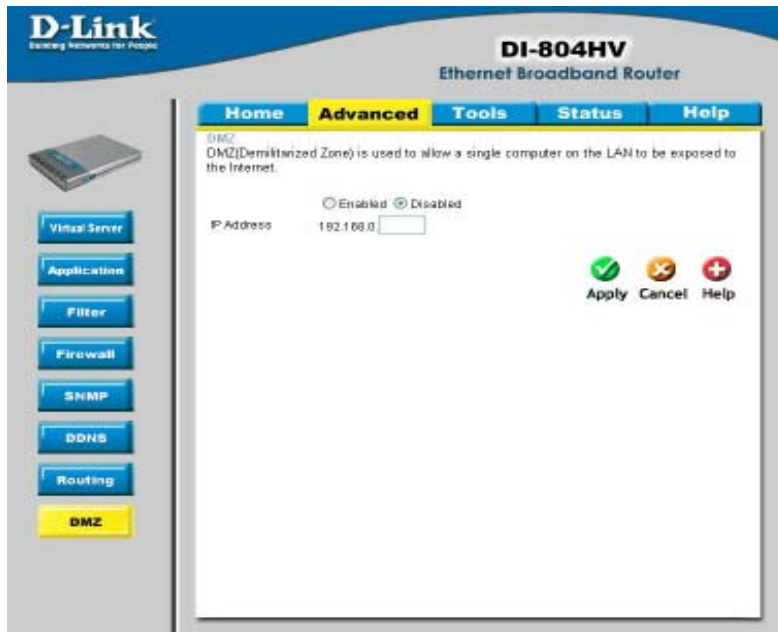 D-Link
Building Networks for People
DI-804HV
Ethernet Broadband Router
Home Advanced Tools Status Help
DMZ
DMZ(Demilitarized Zone) is used to allow a single computer on the LAN to be exposed to
the Internet.
Enabled Disabled
IP Address 192.168.0.
Apply Cancel Help
Virtual Server
Application
Filter
Firewall
SNMP
DDNS
Routing
DMZ